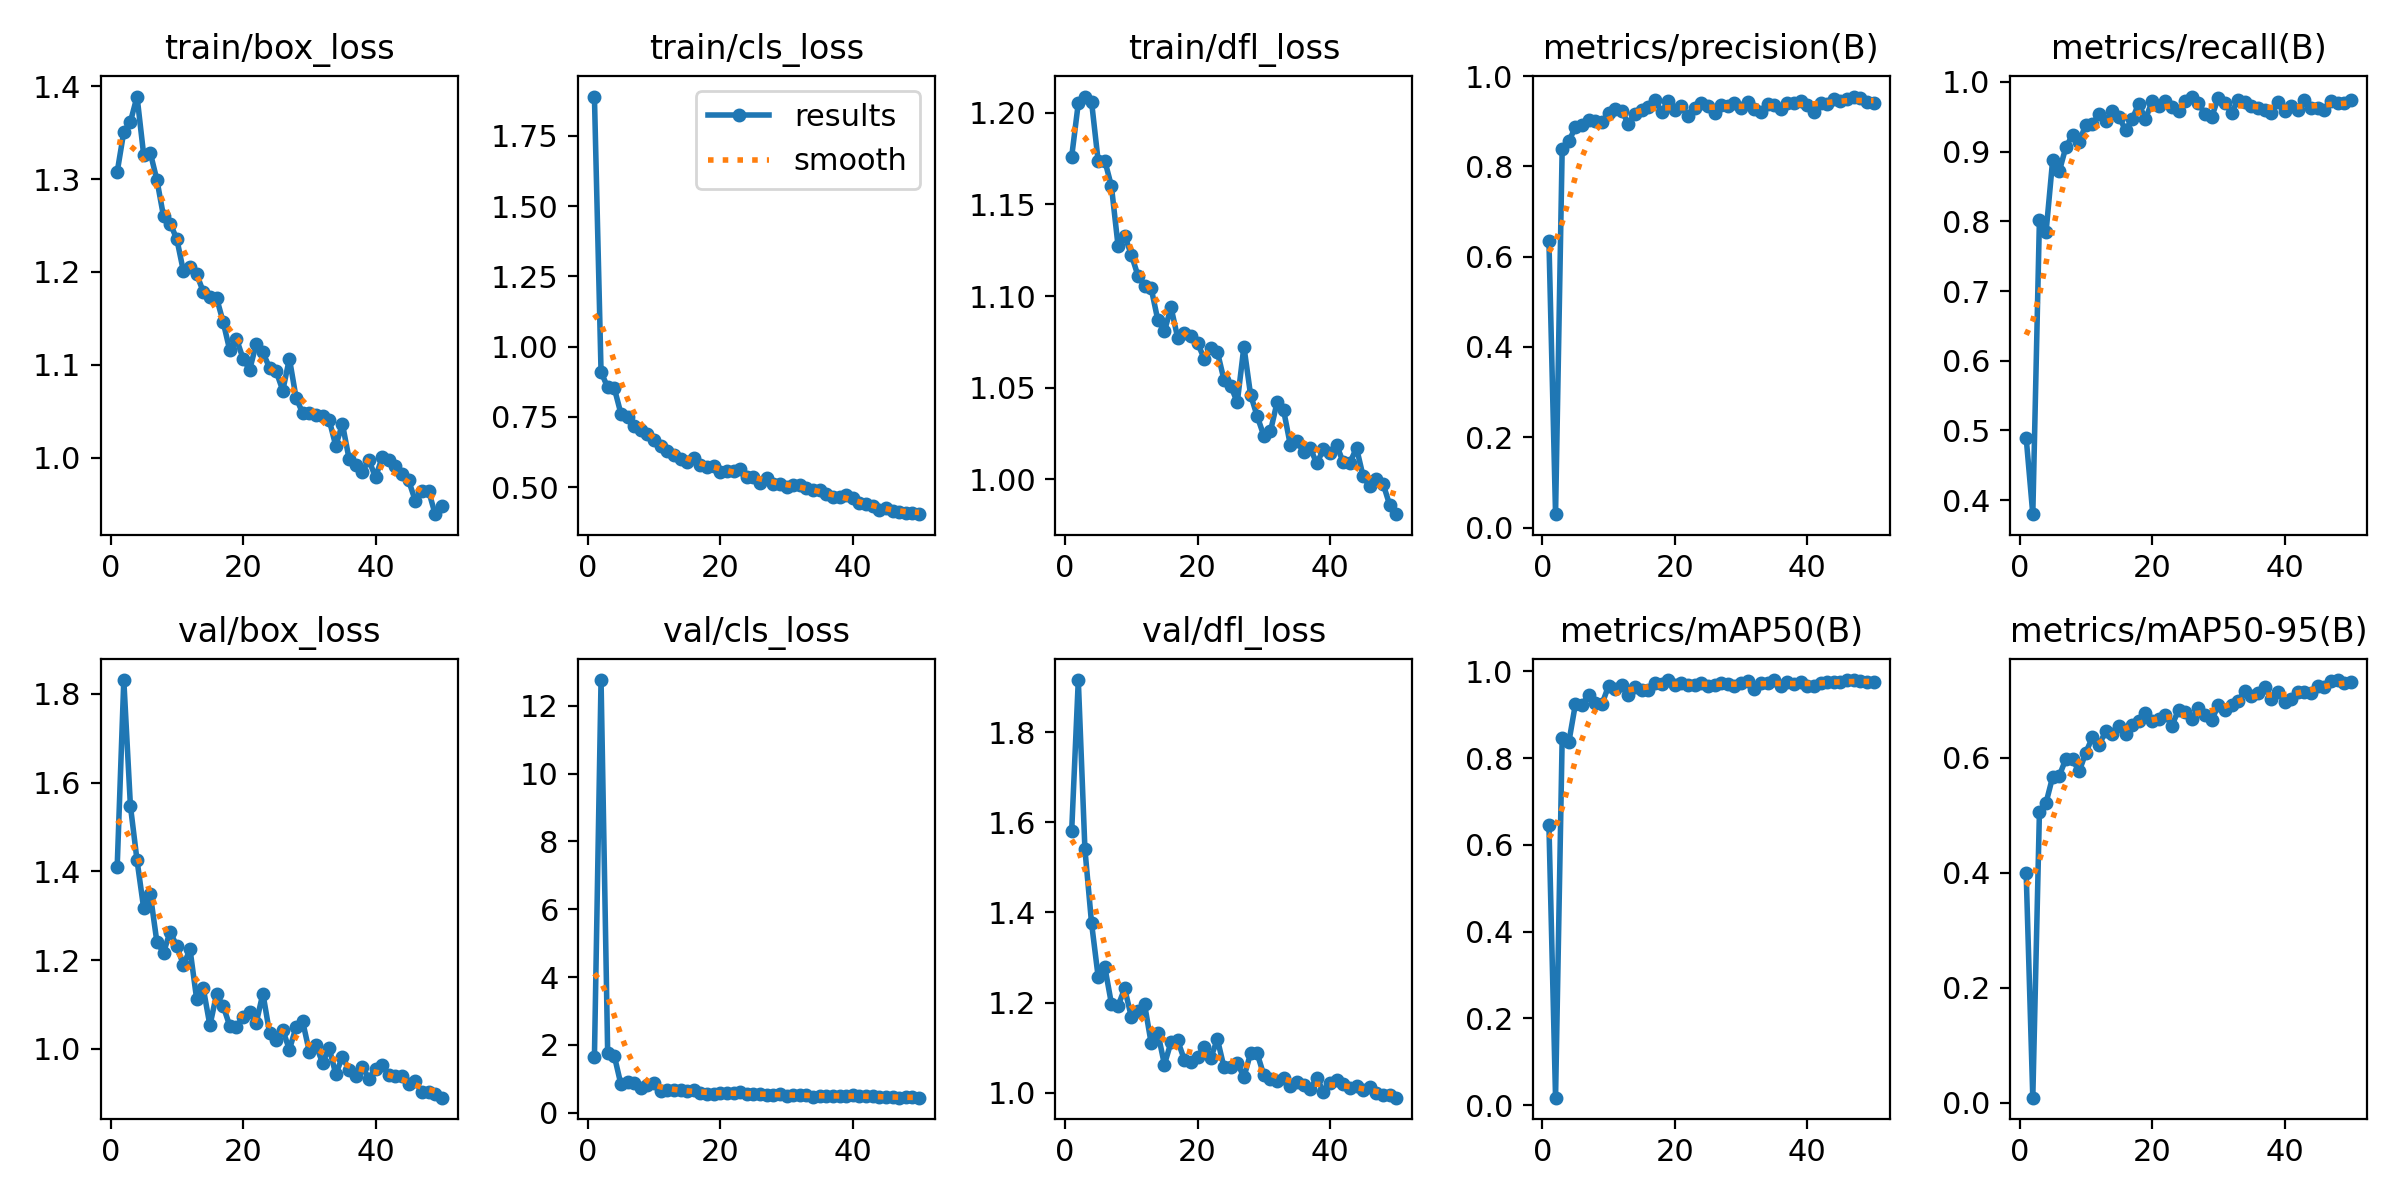 train/box_loss
1.4
1.3
1.2
1.1
1.0
0 20 40
train/cls_loss
results
smooth
1.75
1.50
1.25
1.00
0.75
0.50
0 20 40
train/dfl_loss
1.20
1.15
1.10
1.05
1.00
0 20 40
metrics/precision(B)
1.0
0.8
0.6
0.4
0.2
0.0
0 20 40
metrics/recall(B)
1.0
0.9
0.8
0.7
0.6
0.5
0.4
0 20 40
val/box_loss
1.8
1.6
1.4
1.2
1.0
0 20 40
val/cls_loss
12
10
8
6
4
2
0
0 20 40
val/dfl_loss
1.8
1.6
1.4
1.2
1.0
0 20 40
metrics/mAP50(B)
1.0
0.8
0.6
0.4
0.2
0.0
0 20 40
metrics/mAP50-95(B)
0.6
0.4
0.2
0.0
0 20 40